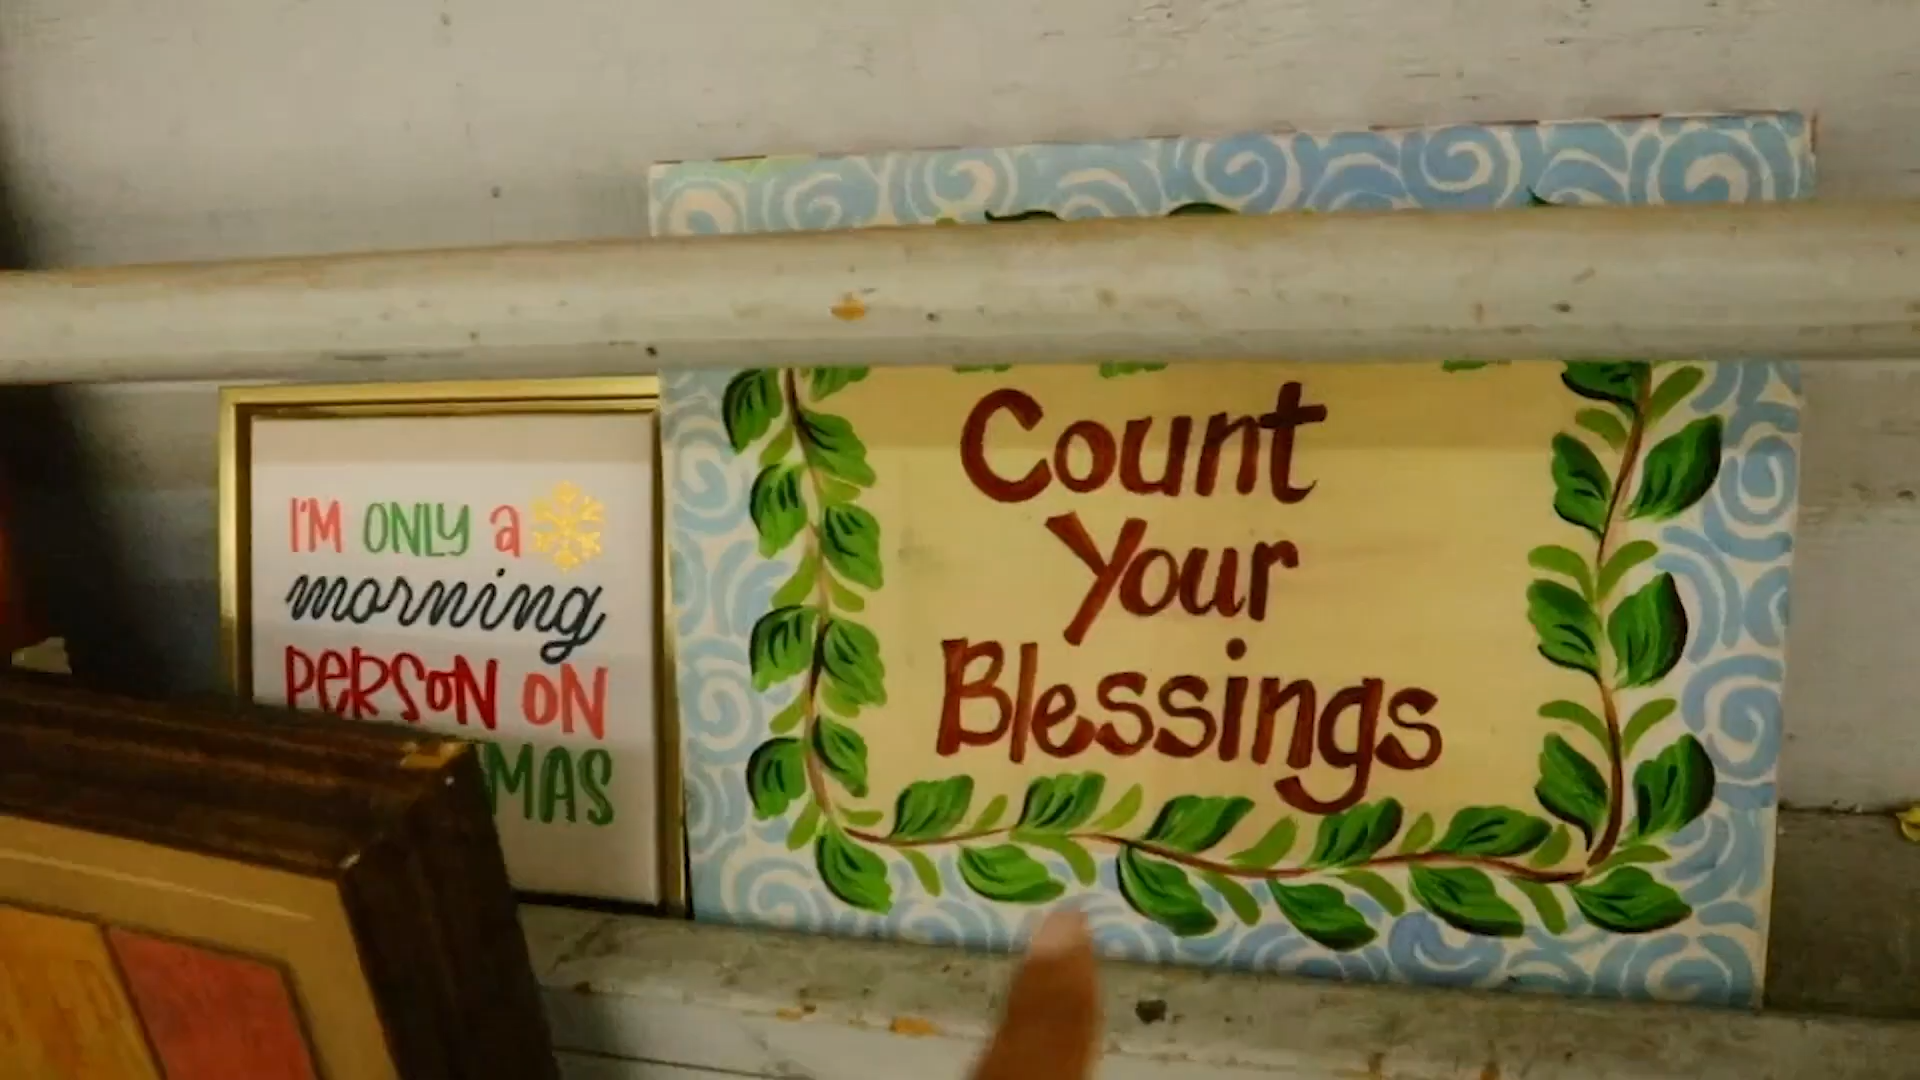 I'M ONLY a
morning
PERSON ON
MAS
Count
Your
Blessings